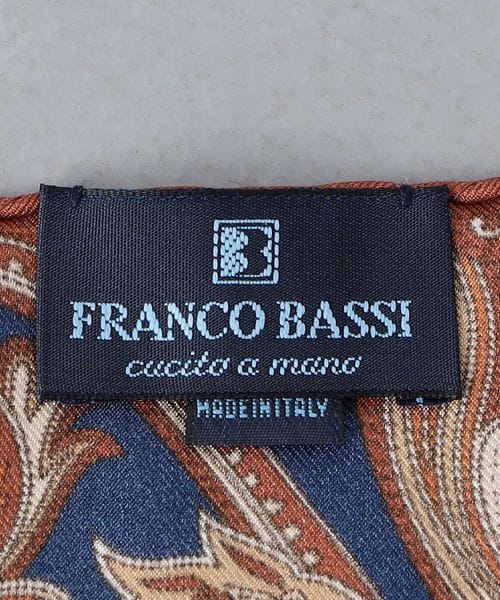 B
FRANCO BASSI
cucito a mano
MADE IN ITALY